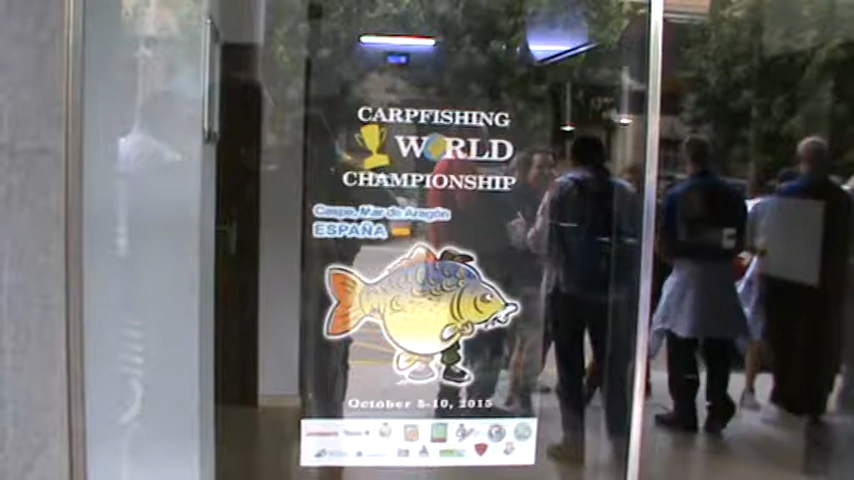 CARPFISHING
WORLD
CHAMPIONSHIP
Caspe, Mar de Aragón
ESPAÑA
October 5-10, 2015